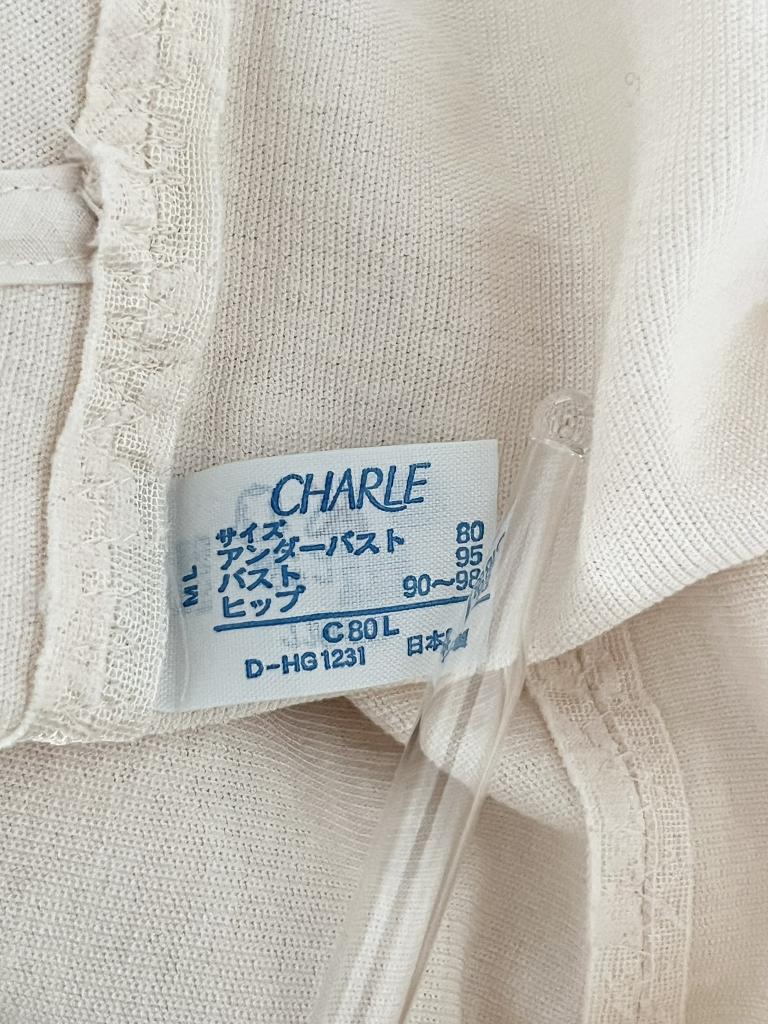 CHARLE
サイズ
アンダーバスト 80
バスト 95
ヒップ 90～98
C80L
D-HG1231 日本
ML